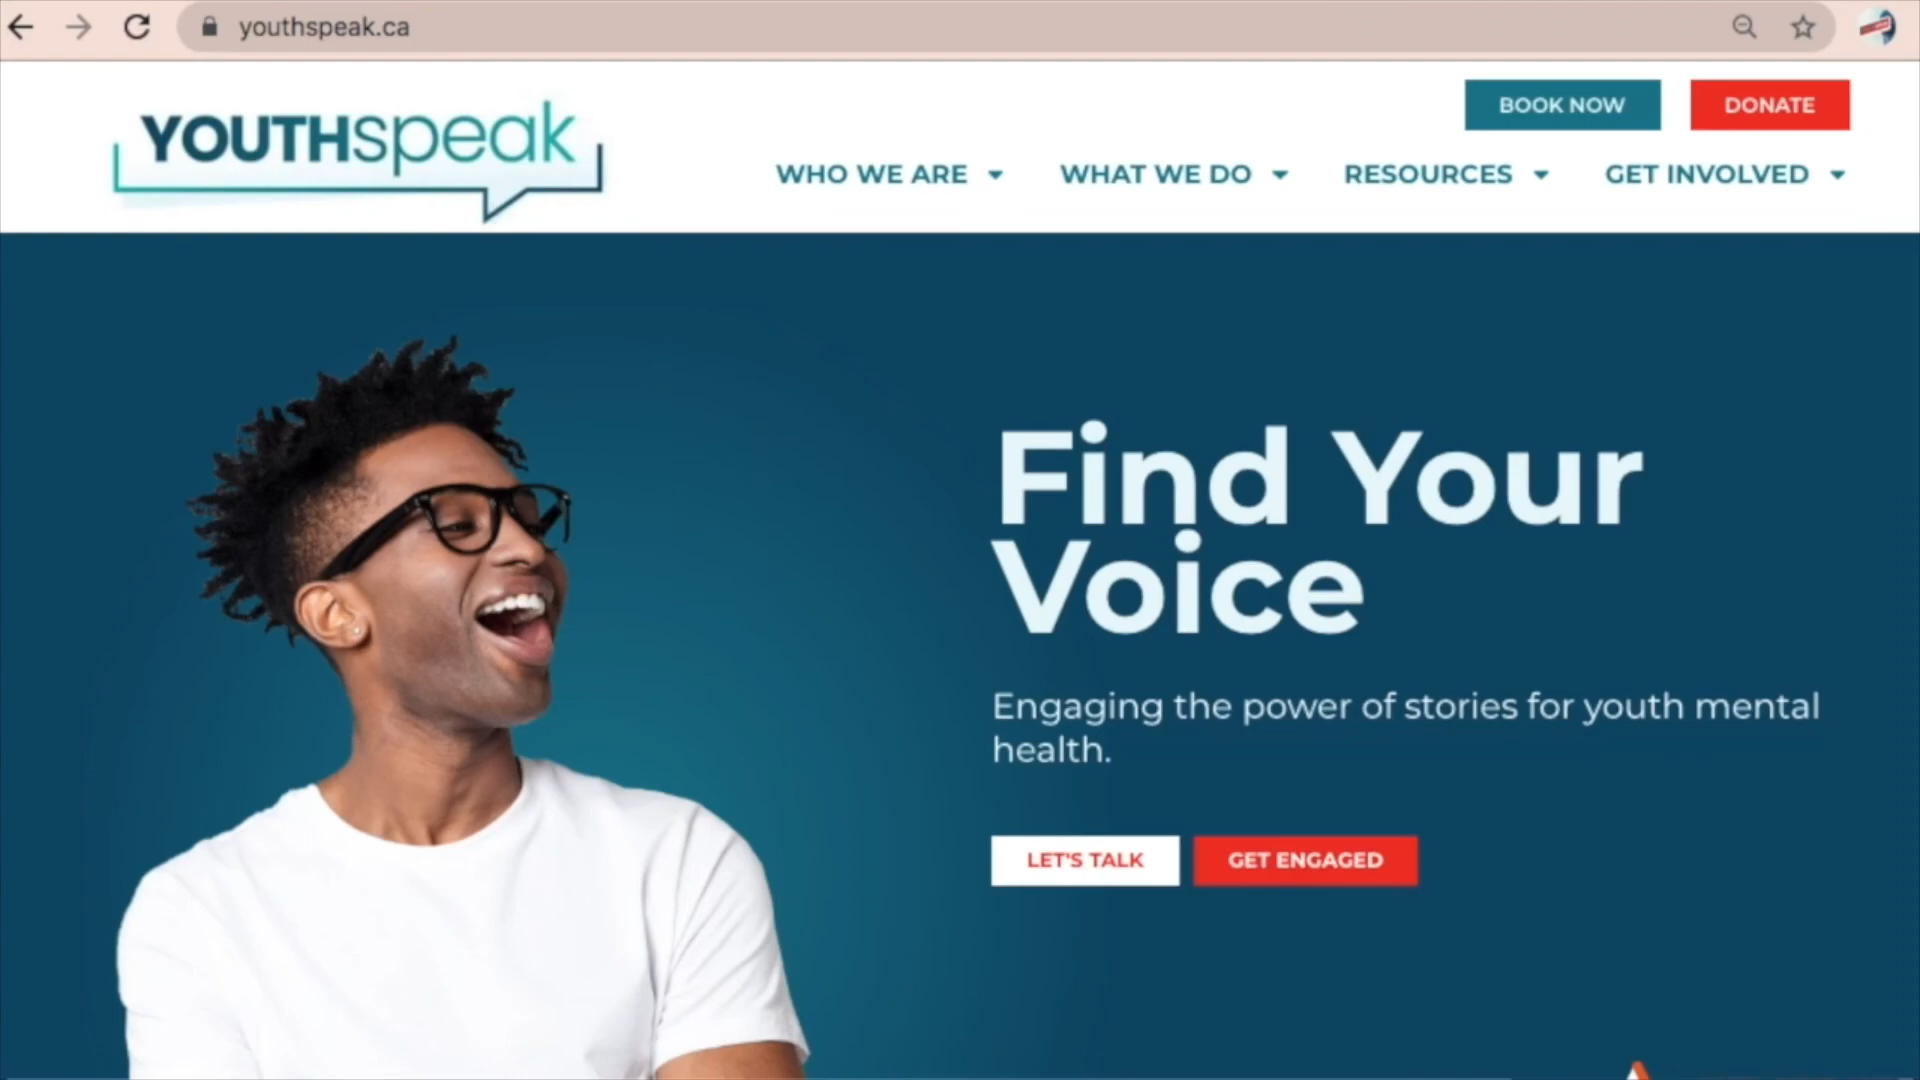 youthspeak.ca
BOOK NOW
DONATE
YOUTHspeak
WHO WE ARE
WHAT WE DO
RESOURCES
GET INVOLVED
Find Your
Voice
Engaging the power of stories for youth mental
health.
LET'S TALK
GET ENGAGED